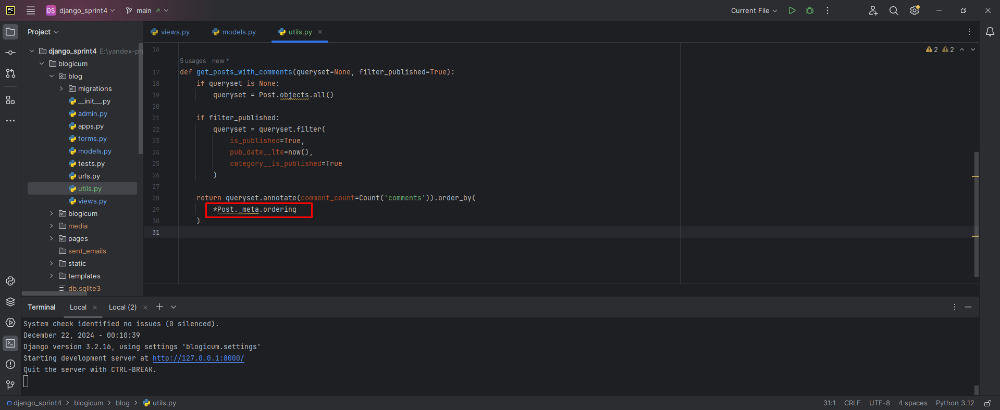 PC
DS django_sprint4
main
Current File
Project
views.py
models.py
utils.py
django_sprint4 E:\yandex-pra
blogicum
blog
migrations
__init__.py
admin.py
apps.py
forms.py
models.py
tests.py
urls.py
utils.py
views.py
blogicum
media
pages
sent_emails
static
templates
db.sqlite3
2 2
16
5 usages new *
17 def get_posts_with_comments(queryset=None, filter_published=True):
18 if queryset is None:
19 queryset = Post.objects.all()
20
21 if filter_published:
22 queryset = queryset.filter(
23 is_published=True,
24 pub_date__lte=now(),
25 category__is_published=True
26 )
27
28 return queryset.annotate(comment_count=Count('comments')).order_by(
29 *Post._meta.ordering
30 )
31
Terminal Local Local (2)
System check identified no issues (0 silenced).
December 22, 2024 - 00:10:39
Django version 3.2.16, using settings 'blogicum.settings'
Starting development server at http://127.0.0.1:8000/
Quit the server with CTRL-BREAK.
django_sprint4 > blogicum > blog > utils.py
31:1 CRLF UTF-8 4 spaces Python 3.12